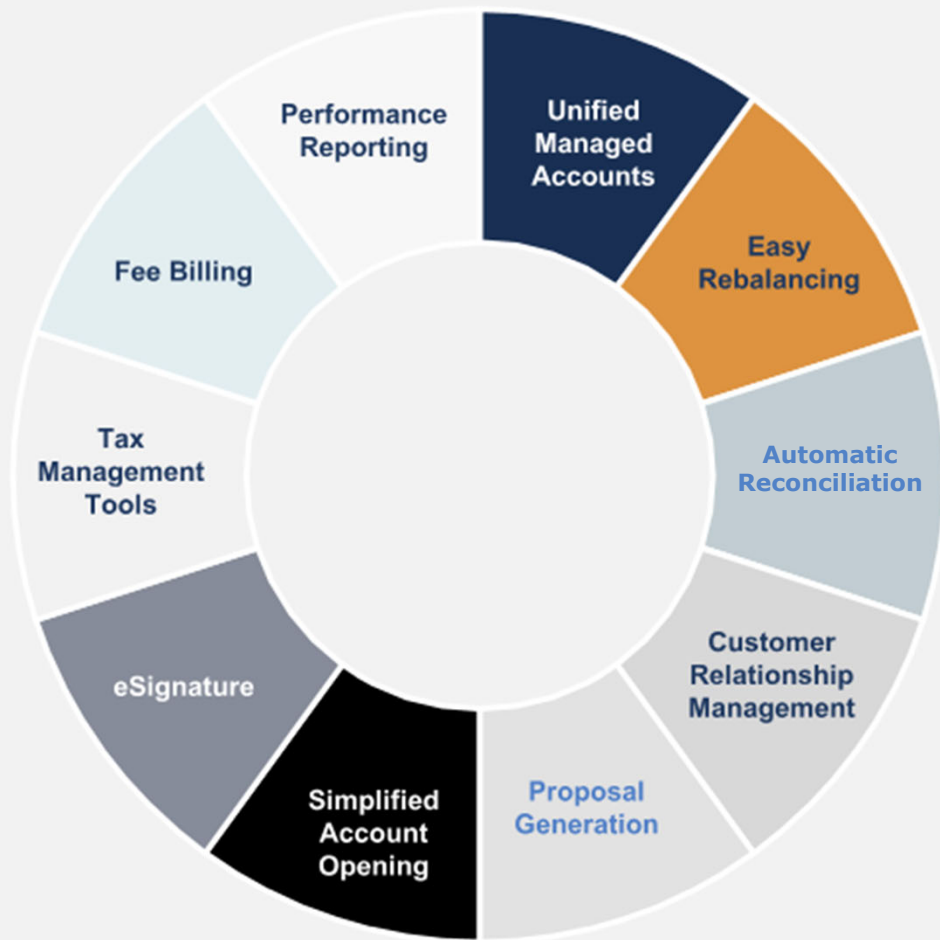 Performance
Reporting
Unified
Managed
Accounts
Easy
Rebalancing
Automatic
Reconciliation
Customer
Relationship
Management
Proposal
Generation
Simplified
Account
Opening
eSignature
Tax
Management
Tools
Fee Billing